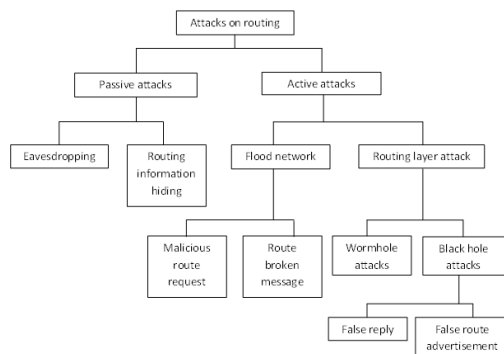 Attacks on routing
Passive attacks
Active attacks
Eavesdropping
Routing
information
hiding
Flood network
Routing layer attack
Malicious
route
request
Route
broken
message
Wormhole
attacks
Black hole
attacks
False reply
False route
advertisement